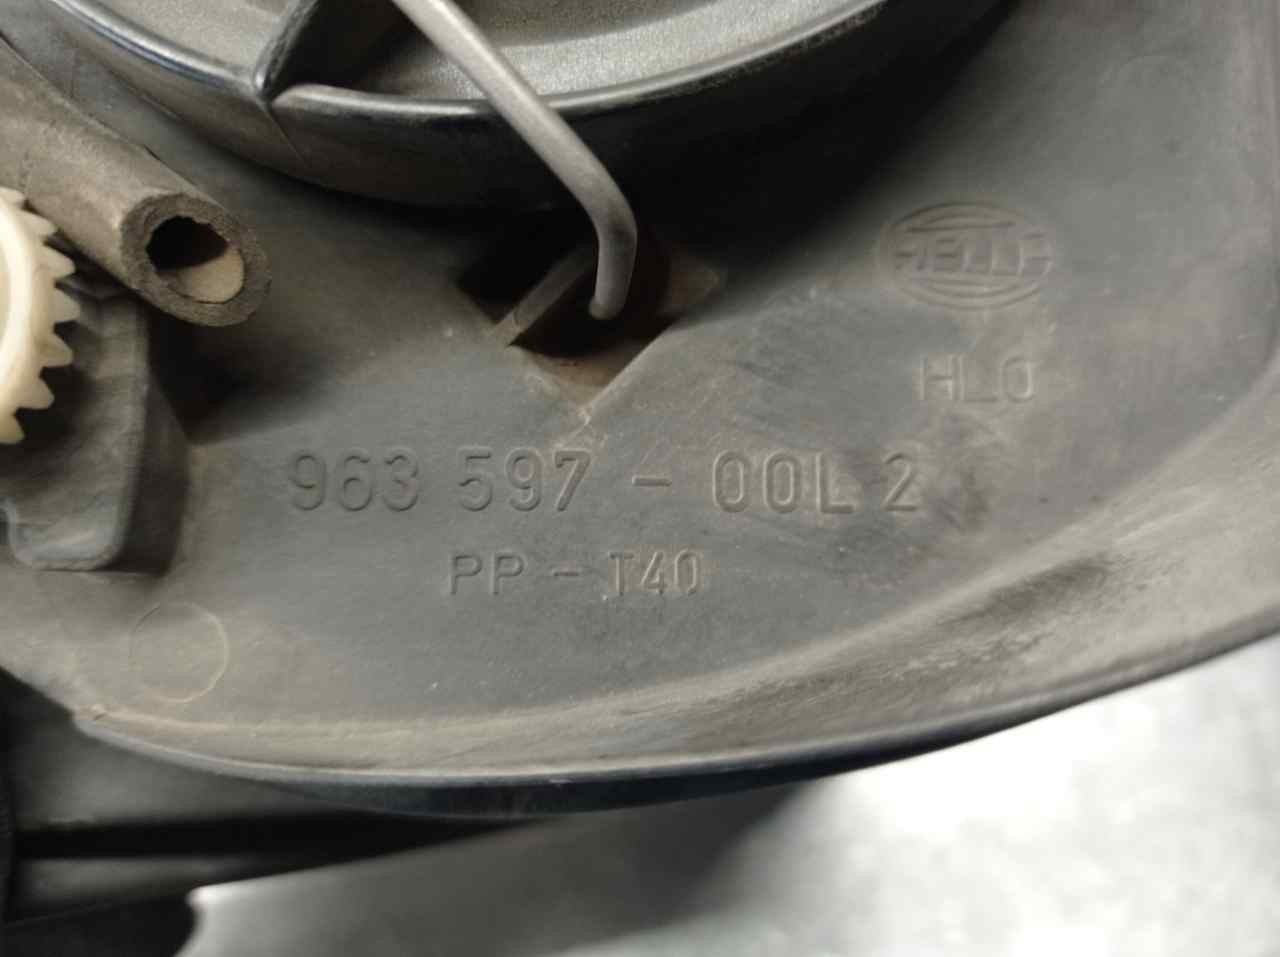 HELLA
HLO
963 597 - 00L 2
PP - T40